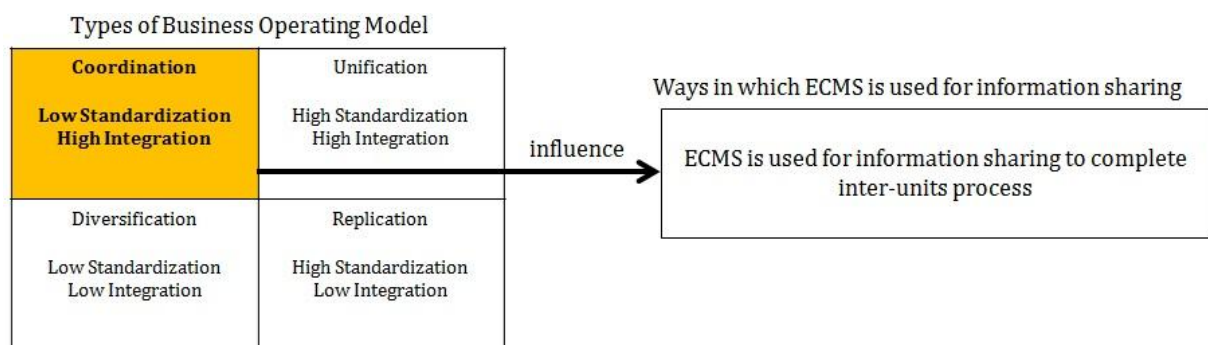 Types of Business Operating Model
Coordination
Low Standardization
High Integration
Unification
High Standardization
High Integration
Diversification
Low Standardization
Low Integration
Replication
High Standardization
Low Integration
influence
Ways in which ECMS is used for information sharing
ECMS is used for information sharing to complete
inter-units process